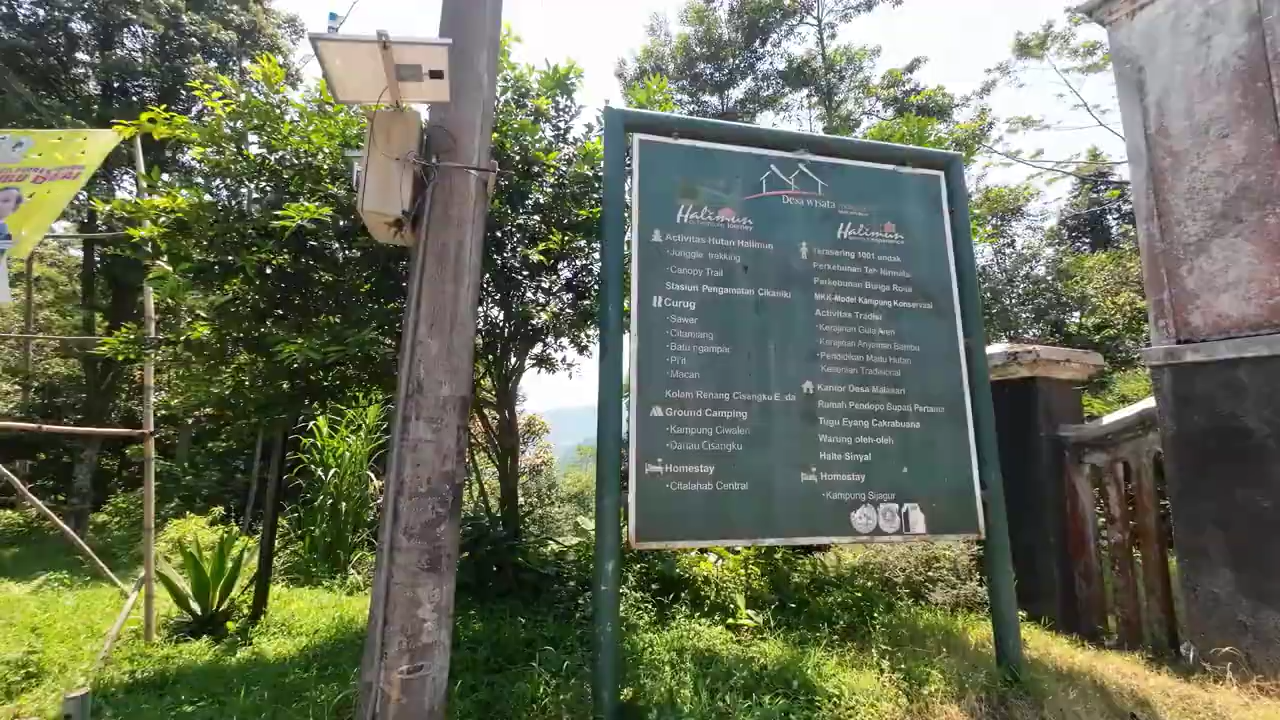 Desa Wisata
Halimun
Journey
Activitas Hutan Halimun
Junggle trekking
Canopy Trail
Stasiun Pengamatan Cikaniki
Curug
Sawer
Citamiang
Batu ngampar
Piit
Macan
Kolam Renang Cisangku
Ground Camping
Kampung Ciwalen
Danau Cisangku
Homestay
Citalahab Central
Halimun
experience
Terasering 1001 undak
Perkebunan Teh Nirmala
Perkebunan Bunga Rosa
MKK-Model Kampung Konservasi
Activitas Tradisi
Kerajinan Gula Aren
Kerajinan Anyaman Bambu
Pendidikan Madu Hutan
Kesenian Tradisional
Kantor Desa Malasari
Rumah Pendopo Bupati Pertama
Tugu Eyang Cakrabuana
Warung oleh-oleh
Halte Sinyal
Homestay
Kampung Sijagur